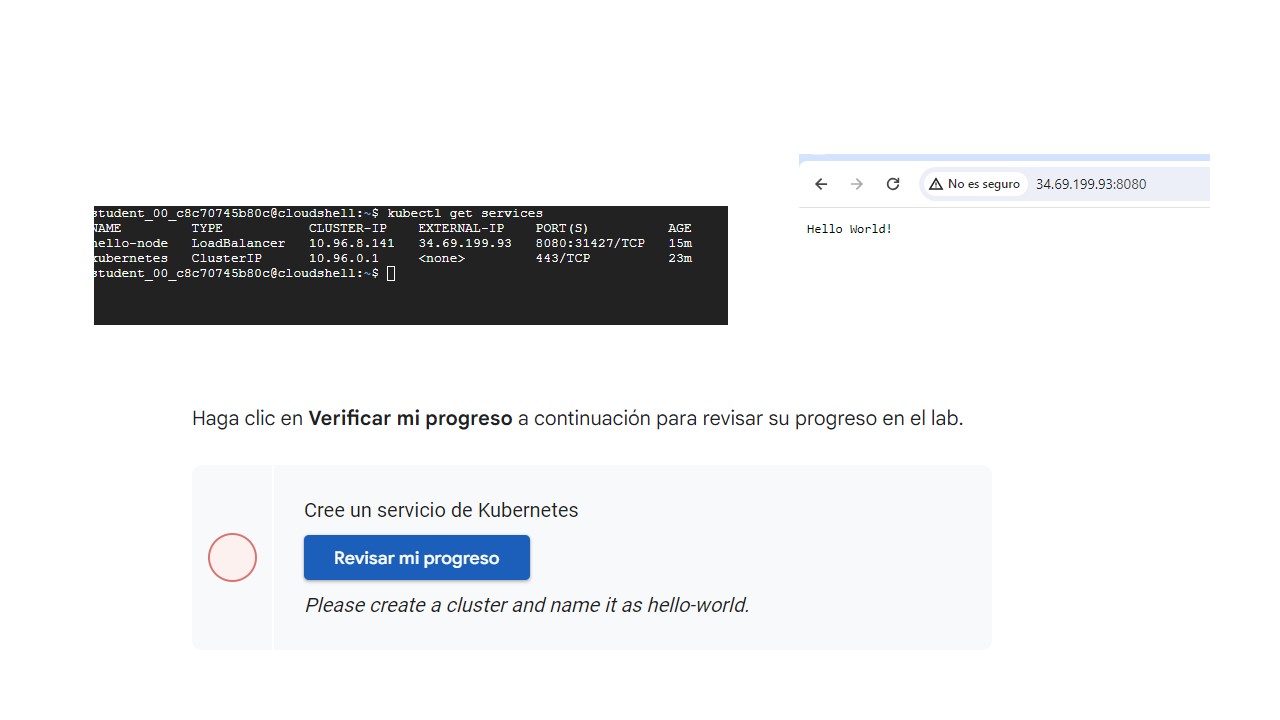 student_00_c8c70745b80c@cloudshell:~$ kubectl get services
NAME TYPE CLUSTER-IP EXTERNAL-IP PORT(S) AGE
hello-node LoadBalancer 10.96.8.141 34.69.199.93 8080:31427/TCP 15m
kubernetes ClusterIP 10.96.0.1 <none> 443/TCP 23m
student_00_c8c70745b80c@cloudshell:~$
No es seguro 34.69.199.93:8080
Hello World!
Haga clic en Verificar mi progreso a continuación para revisar su progreso en el lab.
Cree un servicio de Kubernetes
Revisar mi progreso
Please create a cluster and name it as hello-world.